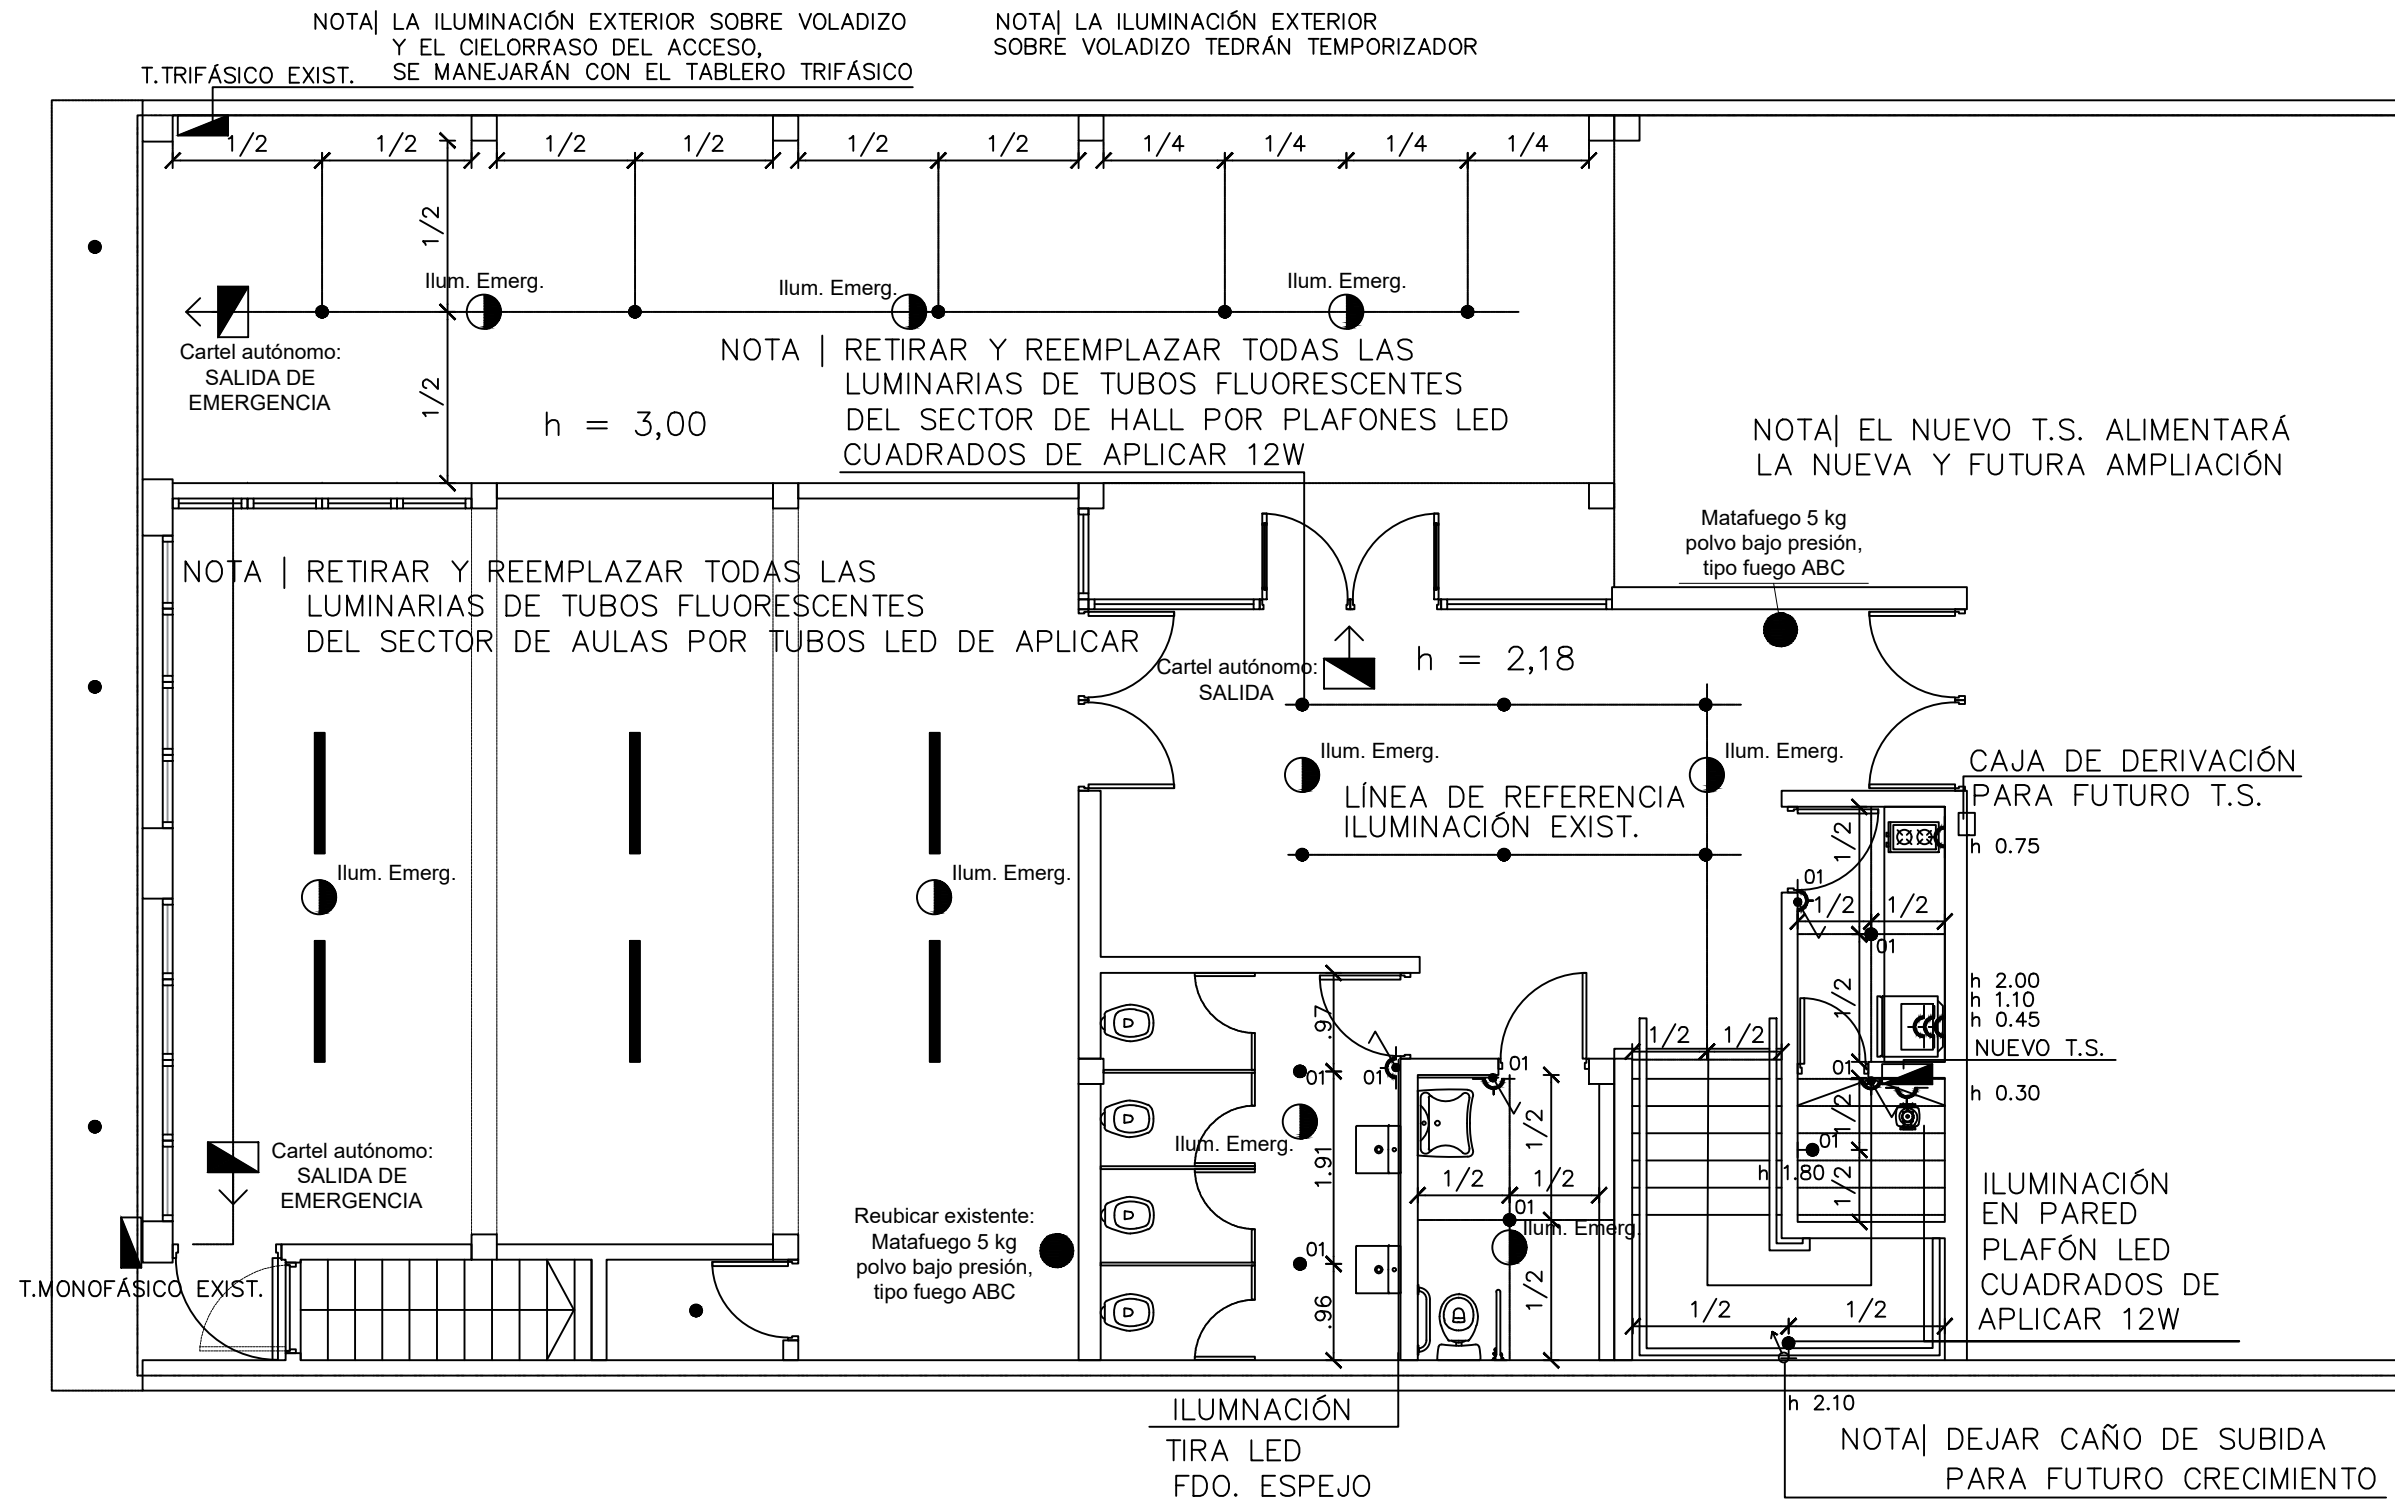 NOTA| LA ILUMINACIÓN EXTERIOR SOBRE VOLADIZO
Y EL CIELORRASO DEL ACCESO,
SE MANEJARÁN CON EL TABLERO TRIFÁSICO
NOTA| LA ILUMINACIÓN EXTERIOR
SOBRE VOLADIZO TEDRÁN TEMPORIZADOR
T.TRIFÁSICO EXIST.
1/2
1/2
1/2
1/2
1/2
1/2
1/4
1/4
1/4
1/4
1/2
1/2
Ilum. Emerg.
Ilum. Emerg.
Ilum. Emerg.
Cartel autónomo:
SALIDA DE
EMERGENCIA
h = 3,00
NOTA | RETIRAR Y REEMPLAZAR TODAS LAS
LUMINARIAS DE TUBOS FLUORESCENTES
DEL SECTOR DE HALL POR PLAFONES LED
CUADRADOS DE APLICAR 12W
NOTA| EL NUEVO T.S. ALIMENTARÁ
LA NUEVA Y FUTURA AMPLIACIÓN
Matafuego 5 kg
polvo bajo presión,
tipo fuego ABC
NOTA | RETIRAR Y REEMPLAZAR TODAS LAS
LUMINARIAS DE TUBOS FLUORESCENTES
DEL SECTOR DE AULAS POR TUBOS LED DE APLICAR
Cartel autónomo:
SALIDA
h = 2,18
Ilum. Emerg.
Ilum. Emerg.
LÍNEA DE REFERENCIA
ILUMINACIÓN EXIST.
CAJA DE DERIVACIÓN
PARA FUTURO T.S.
h 0.75
1/2
01
1/2
1/2
01
1/2
Ilum. Emerg.
Ilum. Emerg.
h 2.00
h 1.10
h 0.45
NUEVO T.S.
h 0.30
.97
01
01
01
1/2
1/2
01
1/2
01
h 1.80
1/2
Ilum. Emerg.
1.91
1/2
1/2
1/2
01
Ilum. Emerg.
1/2
01
.96
Cartel autónomo:
SALIDA DE
EMERGENCIA
Reubicar existente:
Matafuego 5 kg
polvo bajo presión,
tipo fuego ABC
T.MONOFÁSICO EXIST.
ILUMINACIÓN
EN PARED
PLAFÓN LED
CUADRADOS DE
APLICAR 12W
1/2
1/2
h 2.10
ILUMNACIÓN
TIRA LED
FDO. ESPEJO
NOTA| DEJAR CAÑO DE SUBIDA
PARA FUTURO CRECIMIENTO